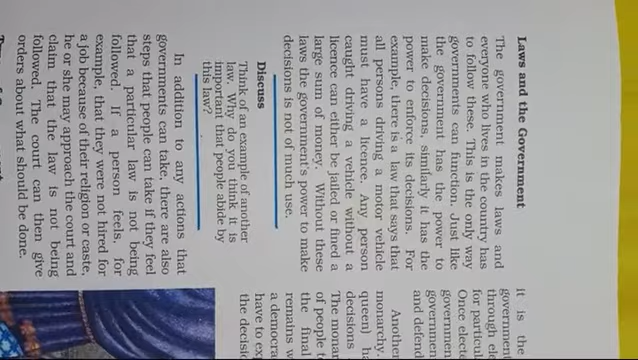 Laws and the Government
The government makes laws and
everyone who lives in the country has
to follow these. This is the only way
governments can function. Just like
the government has the power to
make decisions, similarly it has the
power to enforce its decisions. For
example, there is a law that says that
all persons driving a motor vehicle
must have a licence. Any person
caught driving a vehicle without a
licence can either be jailed or fined a
large sum of money. Without these
laws the government's power to make
decisions is not of much use.
Discuss
Think of an example of another
law. Why do you think it is
important that people abide by
this law?
In addition to any actions that
governments can take, there are also
steps that people can take if they feel
that a particular law is not being
followed. If a person feels, for
example, that they were not hired for
a job because of their religion or caste,
he or she may approach the court and
claim that the law is not being
followed. The court can then give
orders about what should be done.
it is the
government
through ele
for particul
Once electe
governmen
governmen
and defend
Another
monarchy.
queen) ha
decisions
The monar
of people t
the final
remains w
a democra
have to ex
the decisio